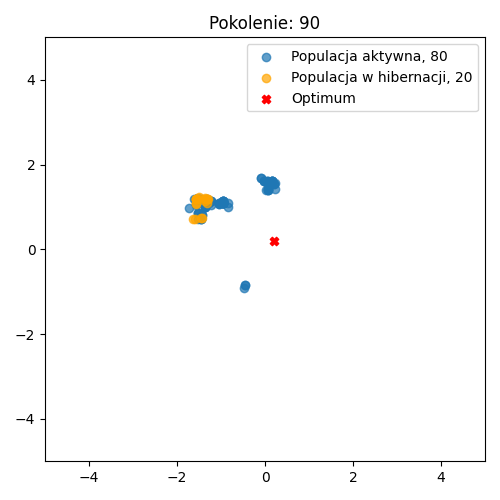 Pokolenie: 90
Populacja aktywna, 80
Populacja w hibernacji, 20
Optimum
4
2
0
−2
−4
−4 −2 0 2 4